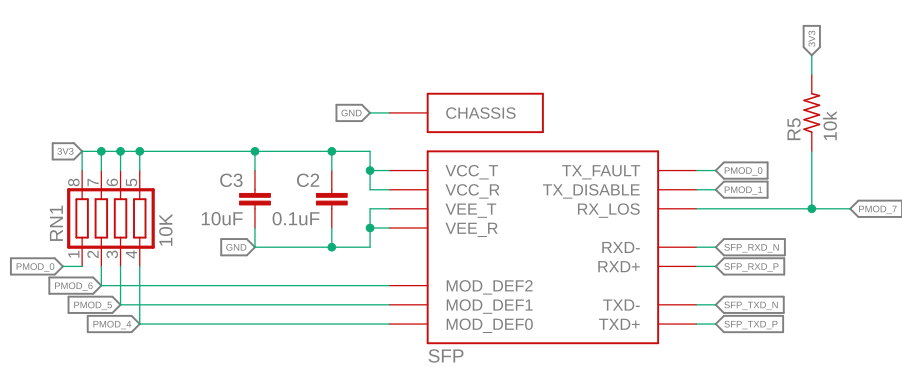 3V3
GND
CHASSIS
R5
10k
3V3
8
7
6
5
C3
C2
VCC_T
TX_FAULT
PMOD_0
VCC_R
TX_DISABLE
PMOD_1
VEE_T
RX_LOS
PMOD_7
10uF
0.1uF
VEE_R
RN1
10K
GND
RXD-
SFP_RXD_N
1
2
3
4
PMOD_0
RXD+
SFP_RXD_P
PMOD_6
MOD_DEF2
PMOD_5
MOD_DEF1
TXD-
SFP_TXD_N
PMOD_4
MOD_DEF0
TXD+
SFP_TXD_P
SFP